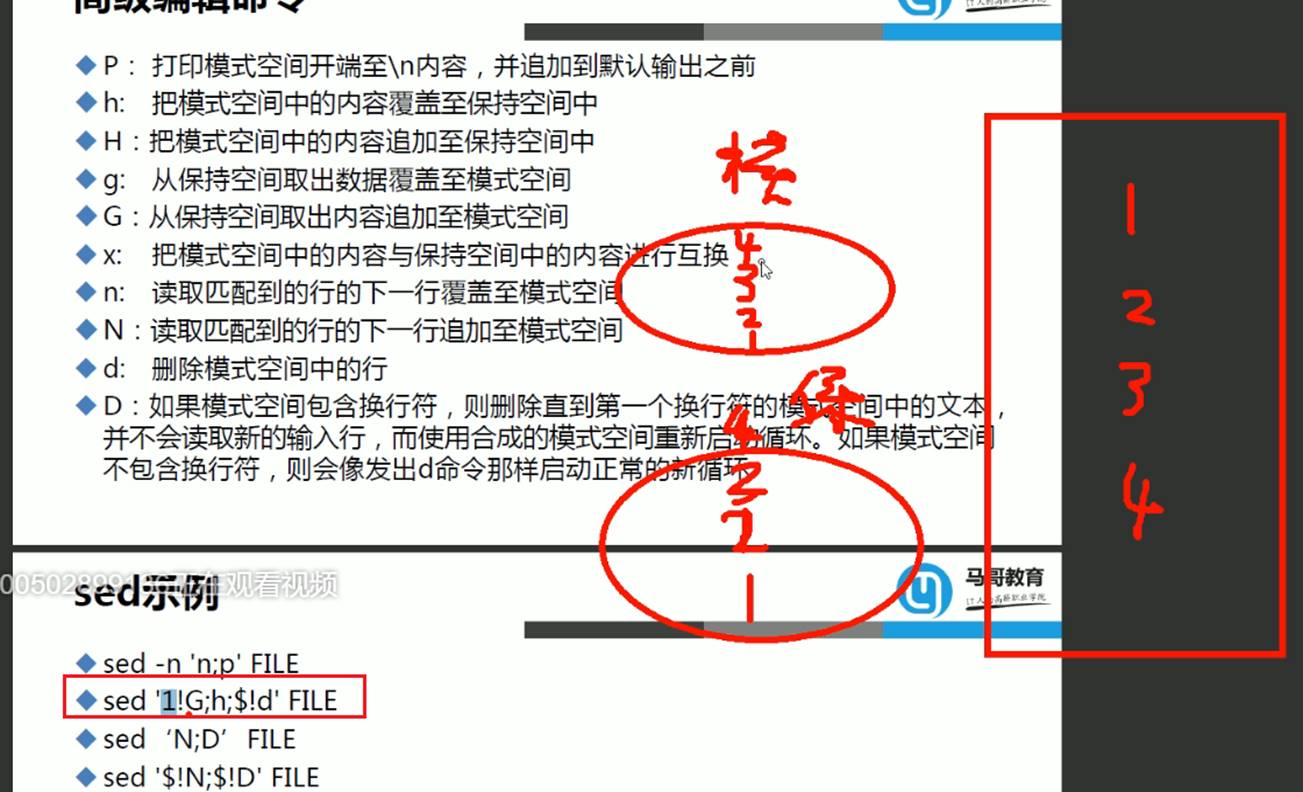 高级编辑命令
P： 打印模式空间开端至\n内容，并追加到默认输出之前
h: 把模式空间中的内容覆盖至保持空间中
H：把模式空间中的内容追加至保持空间中
g: 从保持空间取出数据覆盖至模式空间
G：从保持空间取出内容追加至模式空间
x: 把模式空间中的内容与保持空间中的内容进行互换
n: 读取匹配到的行的下一行覆盖至模式空间
N：读取匹配到的行的下一行追加至模式空间
d: 删除模式空间中的行
D：如果模式空间包含换行符，则删除直到第一个换行符的模式空间中的文本，
并不会读取新的输入行，而使用合成的模式空间重新启动循环。如果模式空间
不包含换行符，则会像发出d命令那样启动正常的新循环
模
4
3
2
1
保
4
3
2
1
1
2
3
4
观看视频
sed示例
马哥教育
sed -n 'n;p' FILE
sed '1!G;h;$!d' FILE
sed ‘N;D’ FILE
sed '$!N;$!D' FILE